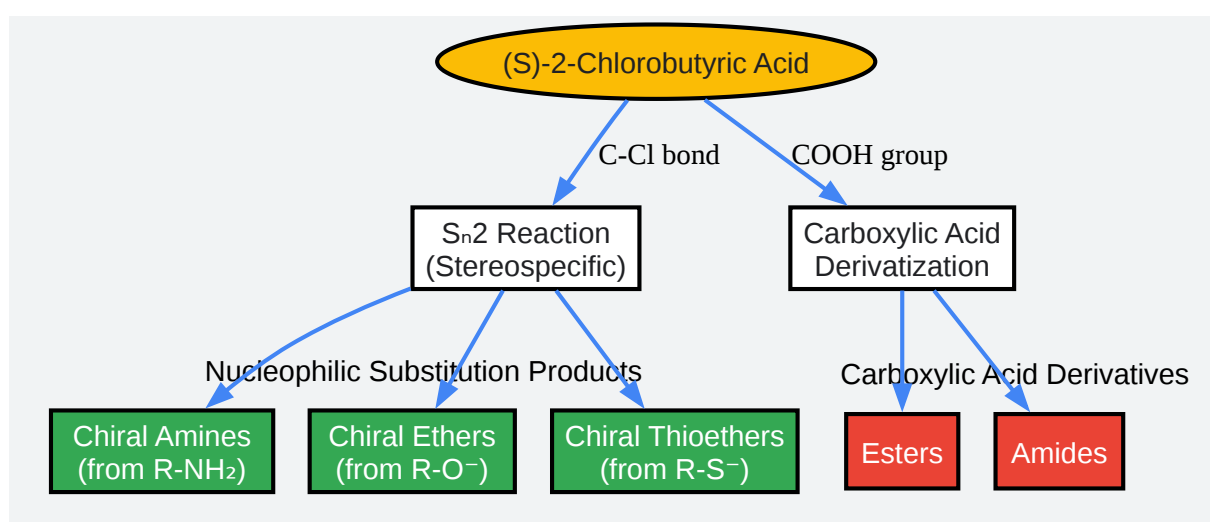 (S)-2-Chlorobutyric Acid
C-Cl bond
COOH group
Sₙ2 Reaction
(Stereospecific)
Carboxylic Acid
Derivatization
Nucleophilic Substitution Products
Carboxylic Acid Derivatives
Chiral Amines
(from R-NH₂)
Chiral Ethers
(from R-O⁻)
Chiral Thioethers
(from R-S⁻)
Esters
Amides